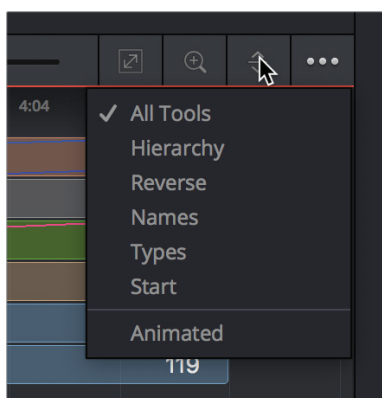 4:04
All Tools
Hierarchy
Reverse
Names
Types
Start
Animated
119